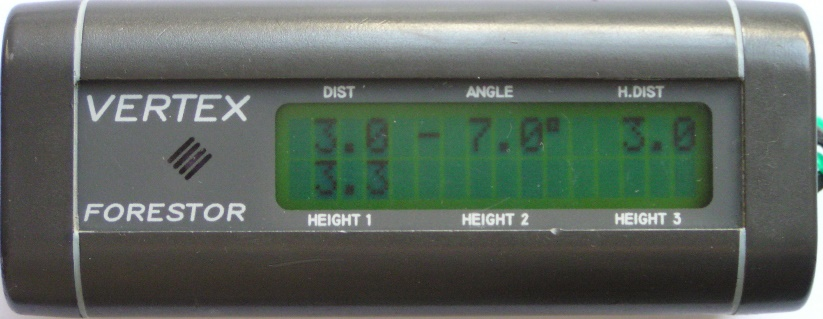 DIST ANGLE H.DIST
VERTEX
3.0 - 7.0° 3.0
3.3
FORESTOR
HEIGHT 1 HEIGHT 2 HEIGHT 3